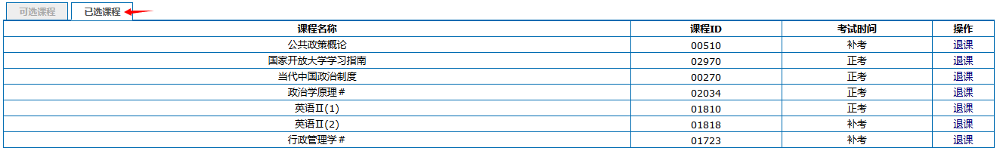 可选课程 已选课程
课程名称 课程ID 考试时间 操作
公共政策概论 00510 补考 退课
国家开放大学学习指南 02970 正考 退课
当代中国政治制度 00270 正考 退课
政治学原理＃ 02034 正考 退课
英语Ⅱ(1) 01810 正考 退课
英语Ⅱ(2) 01818 补考 退课
行政管理学＃ 01723 补考 退课